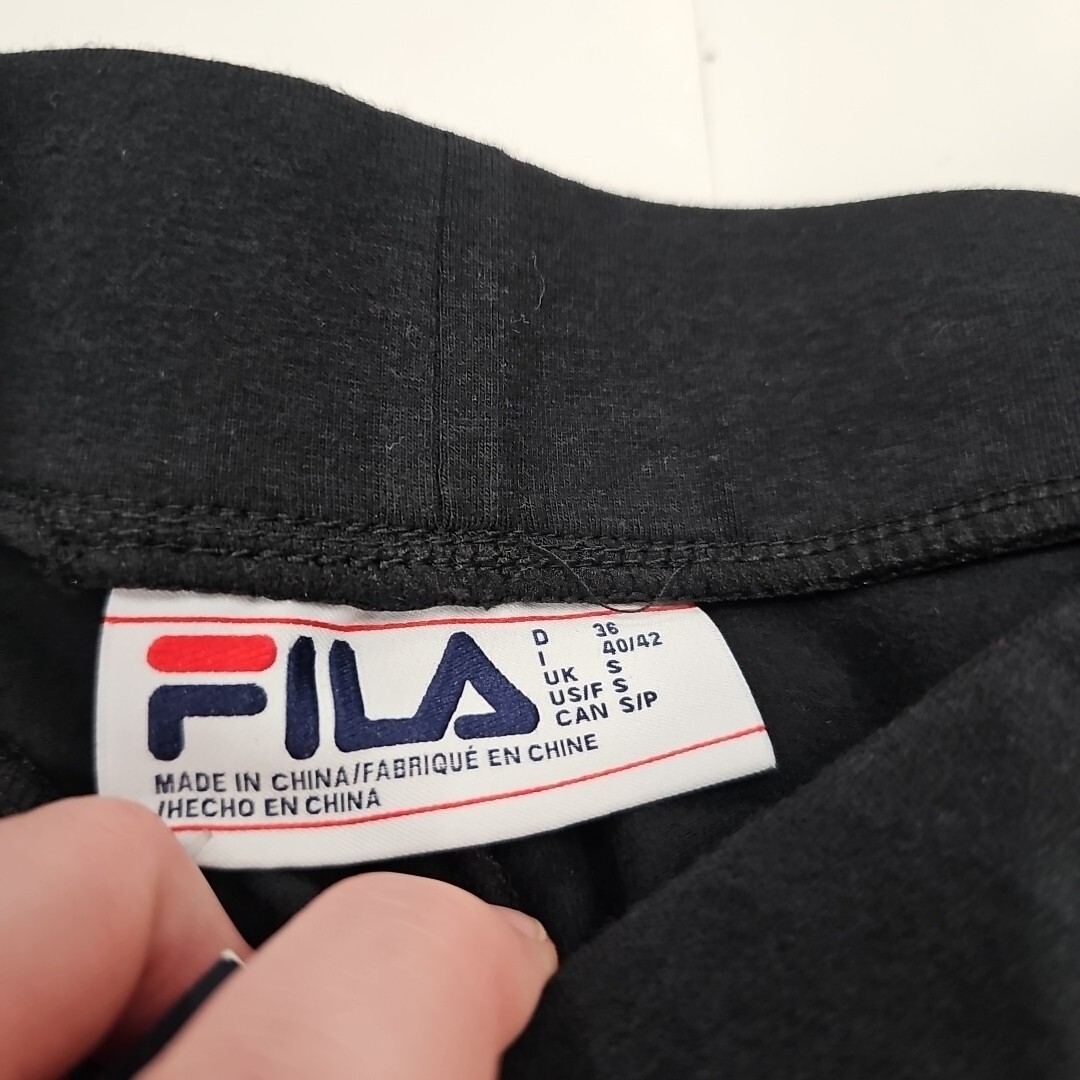 FILA
D 36
I 40/42
UK S
US/F S
CAN S/P
MADE IN CHINA/FABRIQUÉ EN CHINE
/HECHO EN CHINA